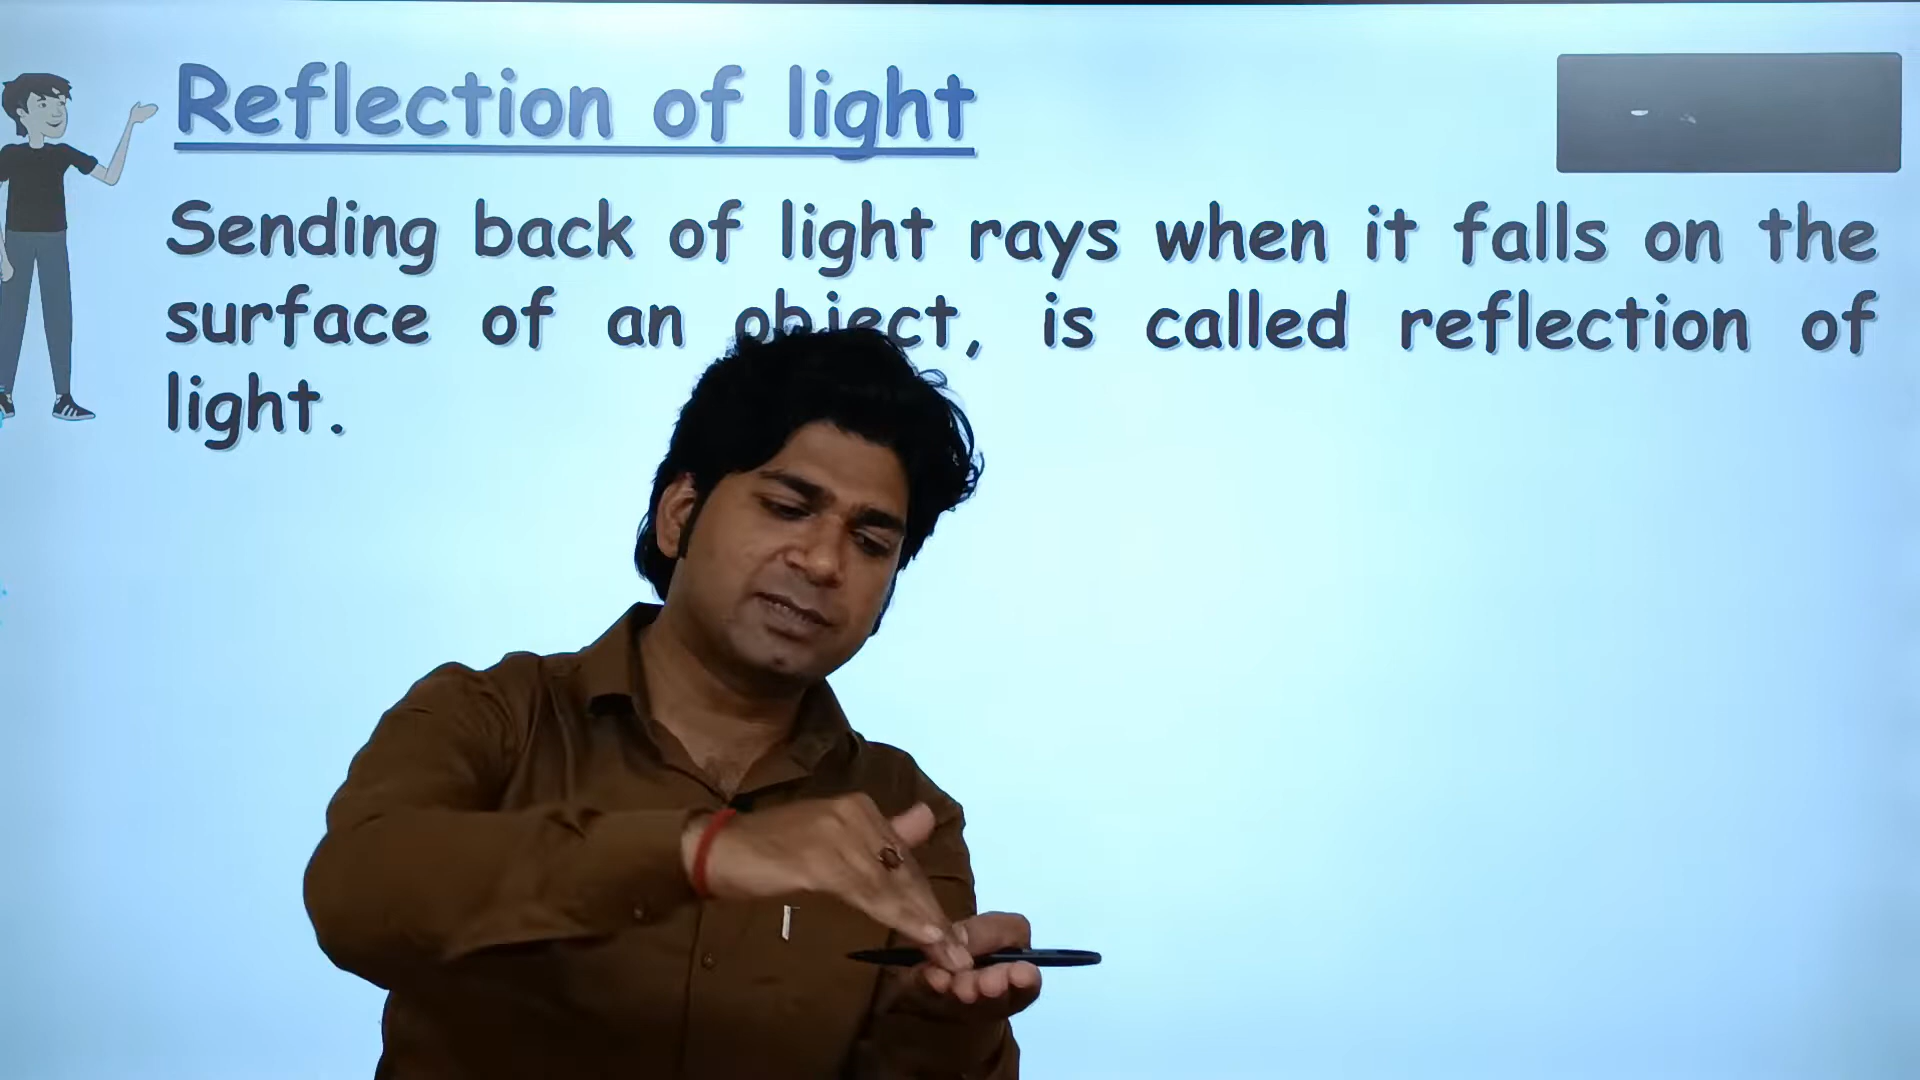 Reflection of light
Sending back of light rays when it falls on the
surface of an object, is called reflection of
light.